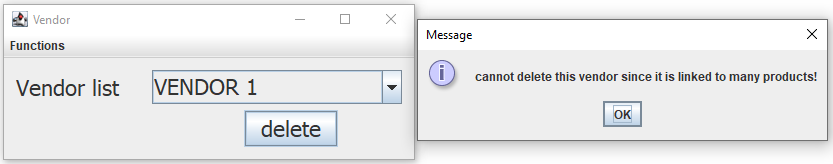 Vendor
Functions
Vendor list
VENDOR 1
delete
Message
cannot delete this vendor since it is linked to many products!
OK